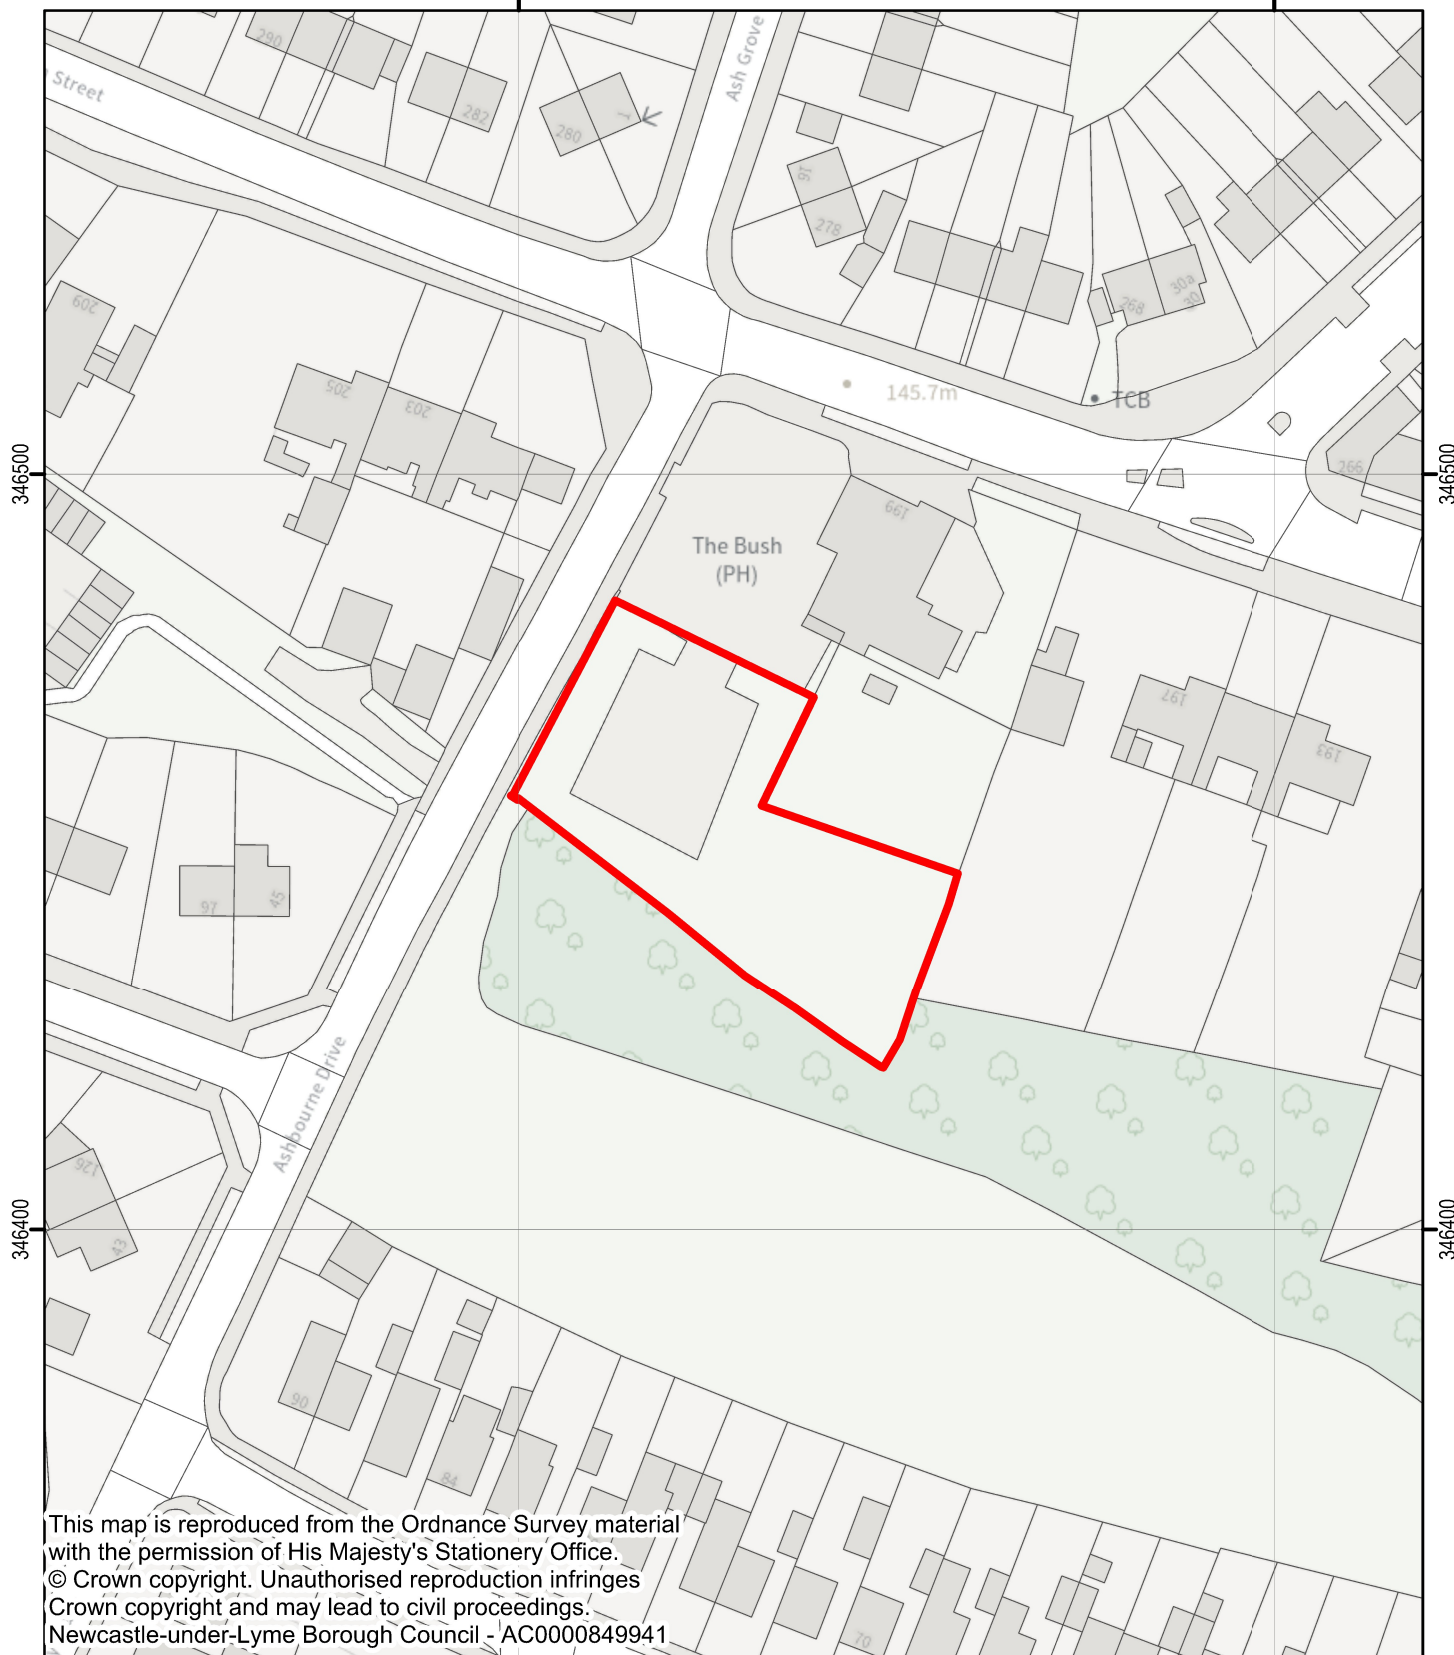 290
Street
282
280
1
Ash Grove
16
278
268
30a
30
145.7m
TCB
209
205
203
266
346500
346500
199
The Bush
(PH)
197
193
16
45
Ashbourne Drive
126
43
346400
346400
90
84
70
This map is reproduced from the Ordnance Survey material
with the permission of His Majesty's Stationery Office.
© Crown copyright. Unauthorised reproduction infringes
Crown copyright and may lead to civil proceedings.
Newcastle-under-Lyme Borough Council - AC0000849941